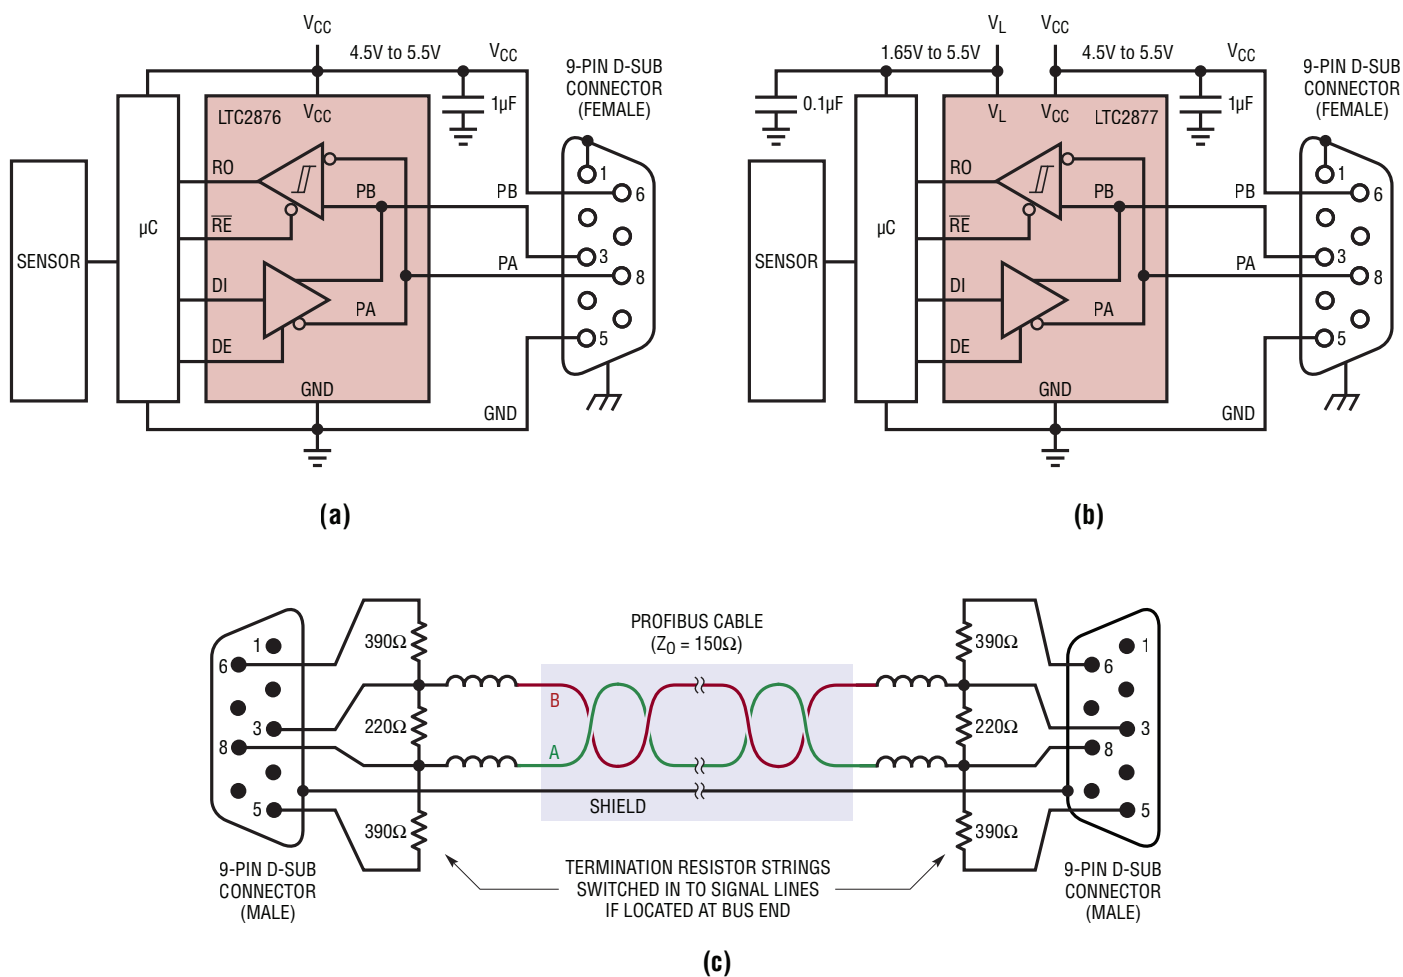 VCC
4.5V to 5.5V
VCC
9-PIN D-SUB
CONNECTOR
(FEMALE)
LTC2876
VCC
1µF
RO
PB
PB
1
6
RE
µC
SENSOR
3
PA
8
DI
PA
DE
5
GND
GND
(a)
VL
VCC
1.65V to 5.5V
4.5V to 5.5V
VCC
9-PIN D-SUB
CONNECTOR
(FEMALE)
0.1µF
VL
VCC
LTC2877
1µF
RO
PB
PB
1
6
RE
µC
SENSOR
3
PA
8
DI
PA
DE
5
GND
GND
(b)
1
6
3
8
5
390Ω
220Ω
390Ω
9-PIN D-SUB
CONNECTOR
(MALE)
PROFIBUS CABLE
(ZO = 150Ω)
B
A
SHIELD
TERMINATION RESISTOR STRINGS
SWITCHED IN TO SIGNAL LINES
IF LOCATED AT BUS END
390Ω
220Ω
390Ω
1
6
3
8
5
9-PIN D-SUB
CONNECTOR
(MALE)
(c)